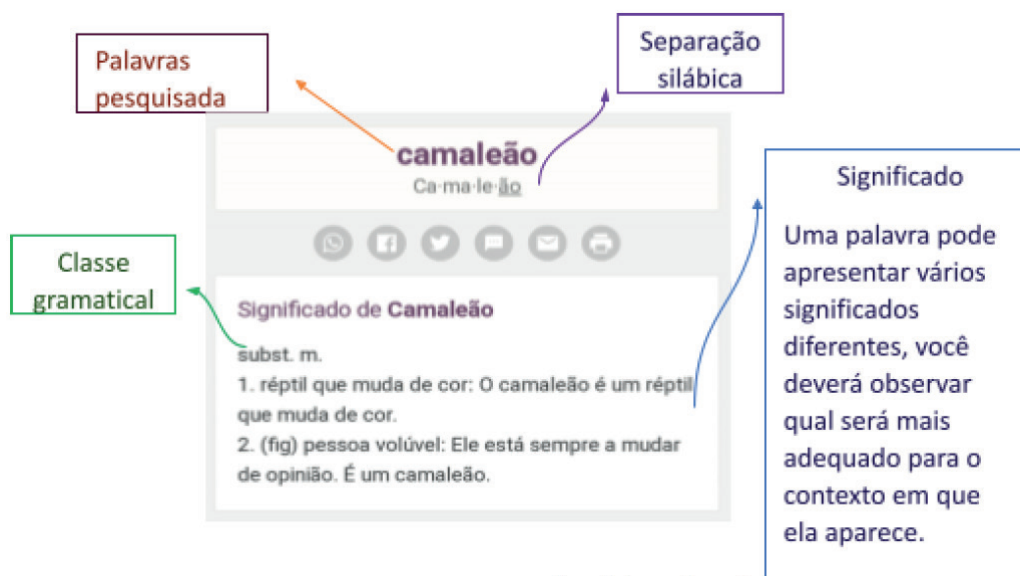 Palavras
pesquisada
Separação
silábica
camaleão
Ca·ma·le·ão
Classe
gramatical
Significado de Camaleão
subst. m.
1. réptil que muda de cor: O camaleão é um réptil
que muda de cor.
2. (fig) pessoa volúvel: Ele está sempre a mudar
de opinião. É um camaleão.
Significado
Uma palavra pode
apresentar vários
significados
diferentes, você
deverá observar
qual será mais
adequado para o
contexto em que
ela aparece.